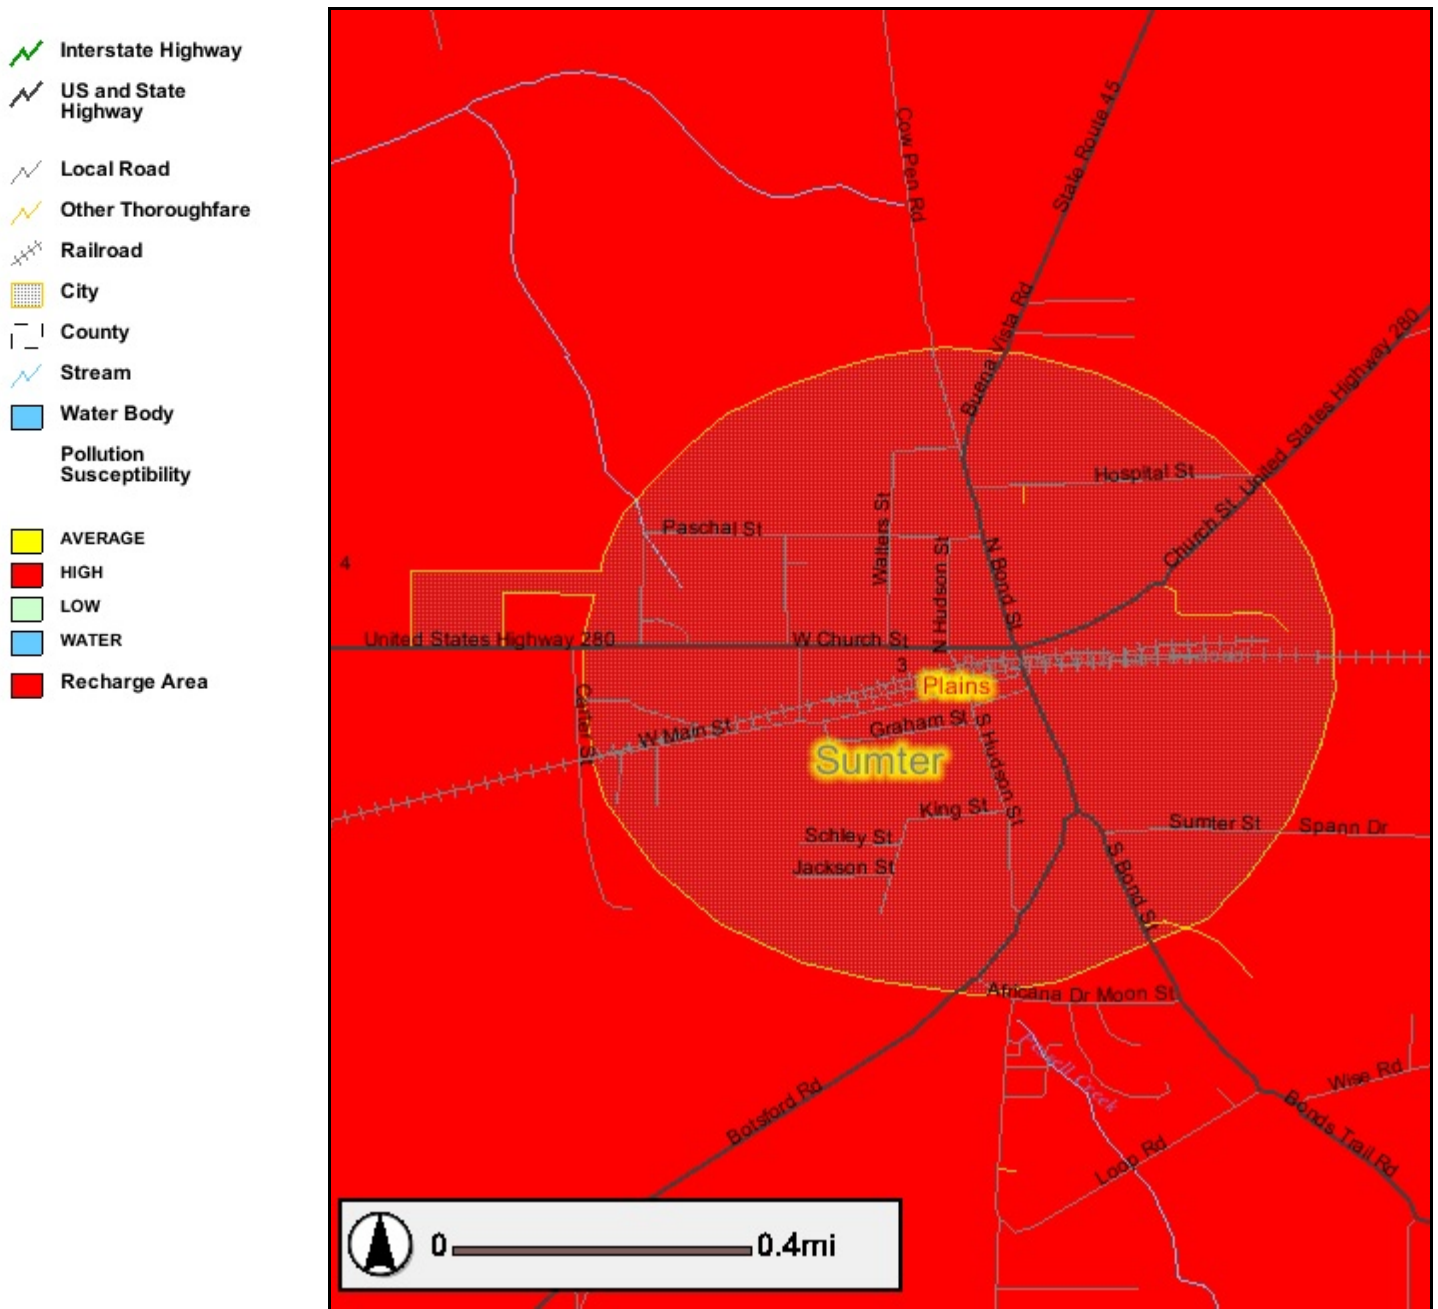 Interstate Highway
US and State
Highway
Local Road
Other Thoroughfare
Railroad
City
County
Stream
Water Body
Pollution
Susceptibility
AVERAGE
HIGH
LOW
WATER
Recharge Area
Cow Pen Rd
State Route 45
Buena Vista Rd
United States Highway 280
Church St
Hospital St
Paschal St
Walters St
N Hudson St
N Bond St
4
United States Highway 280
W Church St
3
Plains
Carter St
W Main St
Graham St
S Hudson St
Sumter
King St
Schley St
Jackson St
Sumter St
Spann Dr
S Bond St
Africana Dr
Moon St
Creek
Wise Rd
Botsford Rd
Loop Rd
Bonds Trail Rd
0
0.4mi